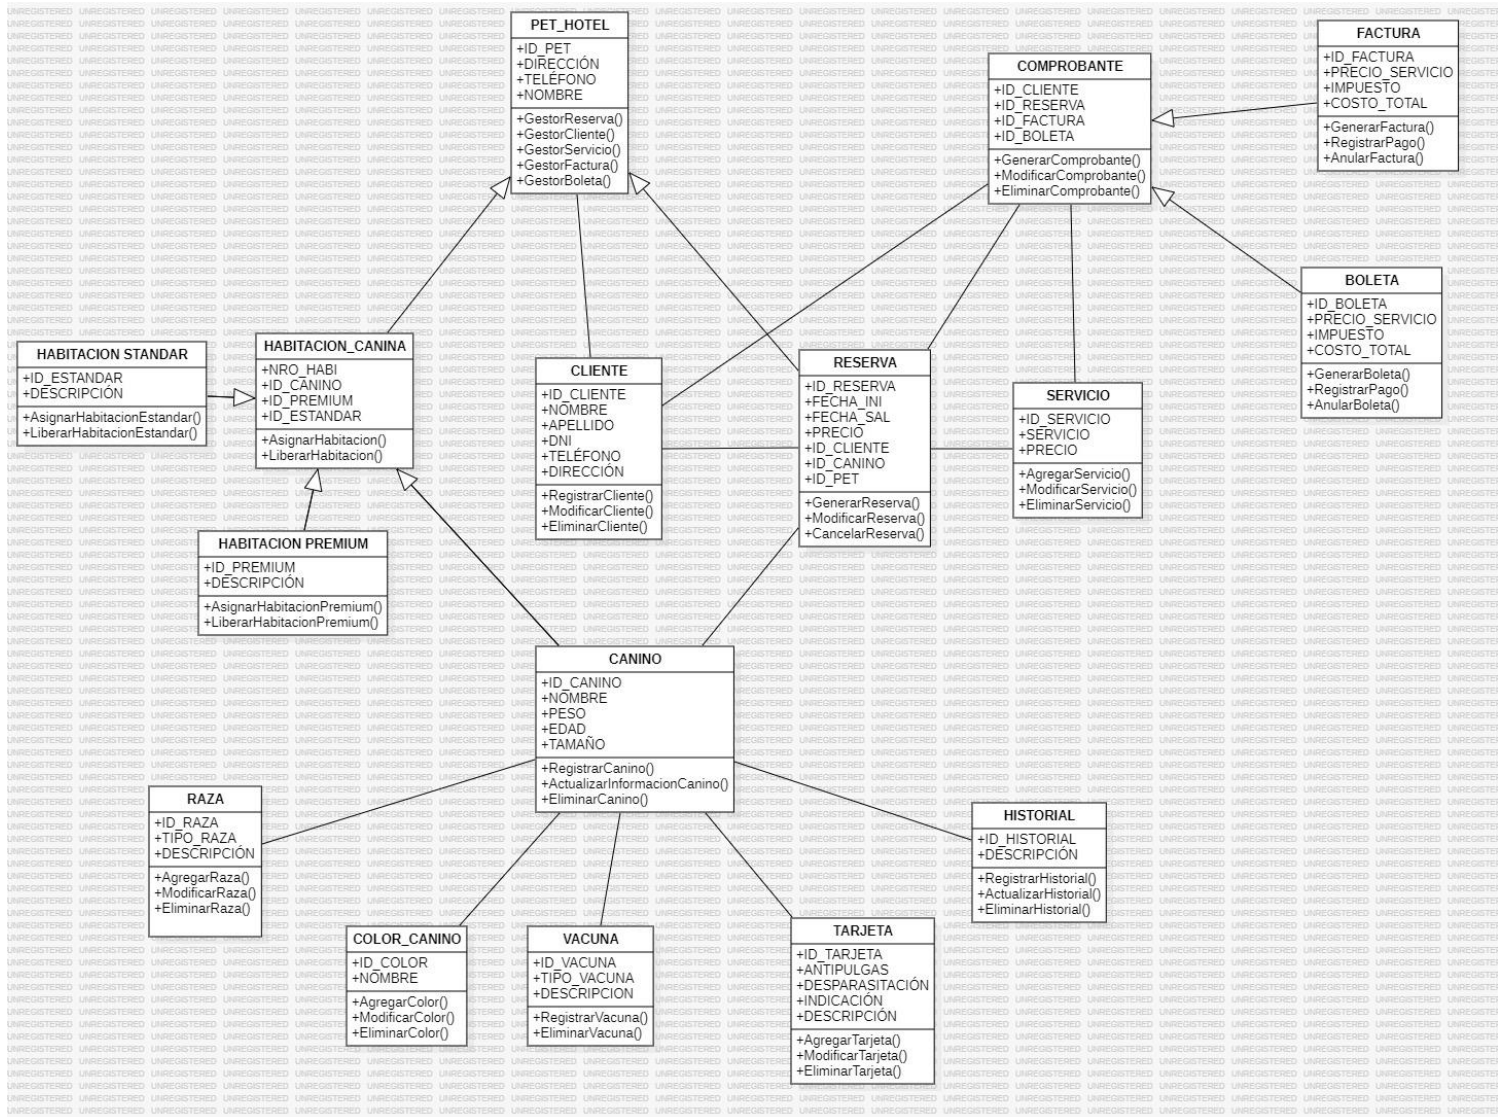 PET_HOTEL
+ID_PET
+DIRECCIÓN
+TELÉFONO
+NOMBRE
+GestorReserva()
+GestorCliente()
+GestorServicio()
+GestorFactura()
+GestorBoleta()
COMPROBANTE
+ID_CLIENTE
+ID_RESERVA
+ID_FACTURA
+ID_BOLETA
+GenerarComprobante()
+ModificarComprobante()
+EliminarComprobante()
FACTURA
+ID_FACTURA
+PRECIO_SERVICIO
+IMPUESTO
+COSTO_TOTAL
+GenerarFactura()
+RegistrarPago()
+AnularFactura()
BOLETA
+ID_BOLETA
+PRECIO_SERVICIO
+IMPUESTO
+COSTO_TOTAL
+GenerarBoleta()
+RegistrarPago()
+AnularBoleta()
HABITACION STANDAR
+ID_ESTANDAR
+DESCRIPCIÓN
+AsignarHabitacionEstandar()
+LiberarHabitacionEstandar()
HABITACION_CANINA
+NRO_HABI
+ID_CANINO
+ID_PREMIUM
+ID_ESTANDAR
+AsignarHabitacion()
+LiberarHabitacion()
CLIENTE
+ID_CLIENTE
+NOMBRE
+APELLIDO
+DNI
+TELÉFONO
+DIRECCIÓN
+RegistrarCliente()
+ModificarCliente()
+EliminarCliente()
RESERVA
+ID_RESERVA
+FECHA_INI
+FECHA_SAL
+PRECIO
+ID_CLIENTE
+ID_CANINO
+ID_PET
+GenerarReserva()
+ModificarReserva()
+CancelarReserva()
SERVICIO
+ID_SERVICIO
+SERVICIO
+PRECIO
+AgregarServicio()
+ModificarServicio()
+EliminarServicio()
HABITACION PREMIUM
+ID_PREMIUM
+DESCRIPCIÓN
+AsignarHabitacionPremium()
+LiberarHabitacionPremium()
CANINO
+ID_CANINO
+NOMBRE
+PESO
+EDAD
+TAMAÑO
+RegistrarCanino()
+ActualizarInformacionCanino()
+EliminarCanino()
RAZA
+ID_RAZA
+TIPO_RAZA
+DESCRIPCIÓN
+AgregarRaza()
+ModificarRaza()
+EliminarRaza()
COLOR_CANINO
+ID_COLOR
+NOMBRE
+AgregarColor()
+ModificarColor()
+EliminarColor()
VACUNA
+ID_VACUNA
+TIPO_VACUNA
+DESCRIPCION
+RegistrarVacuna()
+EliminarVacuna()
TARJETA
+ID_TARJETA
+ANTIPULGAS
+DESPARASITACIÓN
+INDICACIÓN
+DESCRIPCIÓN
+AgregarTarjeta()
+ModificarTarjeta()
+EliminarTarjeta()
HISTORIAL
+ID_HISTORIAL
+DESCRIPCIÓN
+RegistrarHistorial()
+ActualizarHistorial()
+EliminarHistorial()
UNREGISTERED